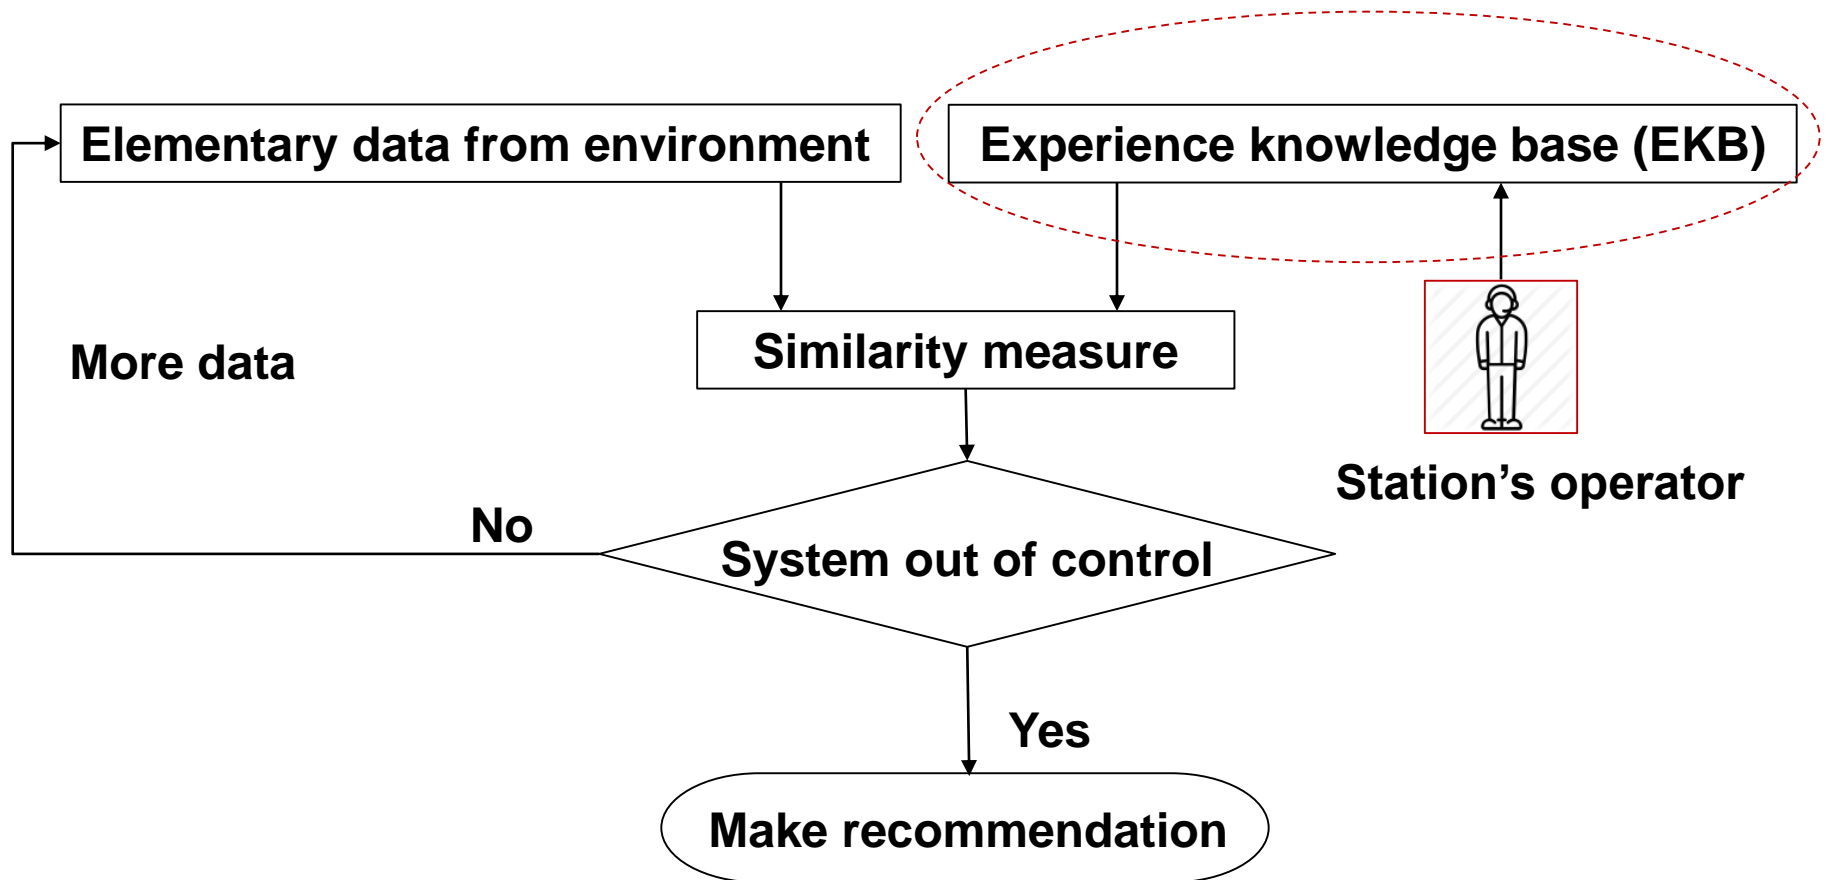 Elementary data from environment
Experience knowledge base (EKB)
Similarity measure
More data
Station’s operator
No
System out of control
Yes
Make recommendation